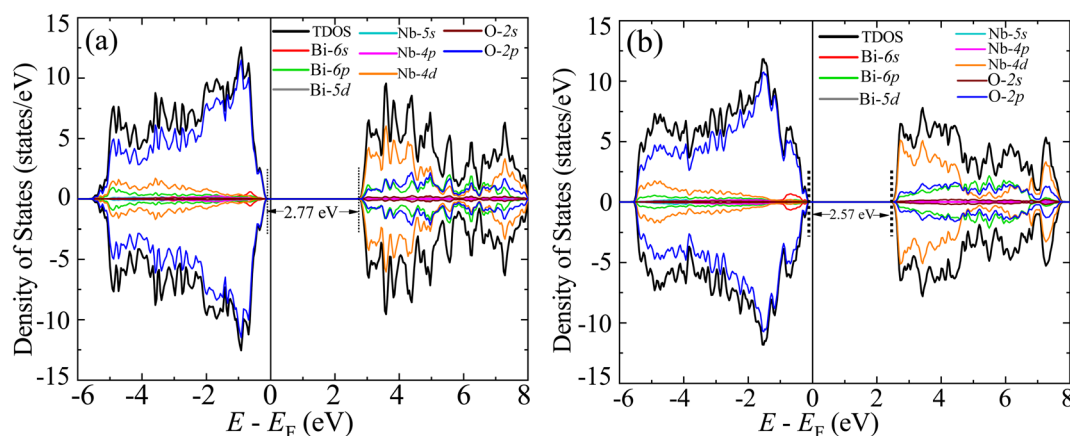 (a)
TDOS
Bi-6s
Bi-6p
Bi-5d
Nb-5s
Nb-4p
Nb-4d
O-2s
O-2p
15
10
5
0
-5
-10
-15
Density of States (states/eV)
2.77 eV
-6 -4 -2 0 2 4 6 8
E - E_F (eV)
(b)
TDOS
Bi-6s
Bi-6p
Bi-5d
Nb-5s
Nb-4p
Nb-4d
O-2s
O-2p
15
10
5
0
-5
-10
-15
Density of States (states/eV)
2.57 eV
-6 -4 -2 0 2 4 6 8
E - E_F (eV)